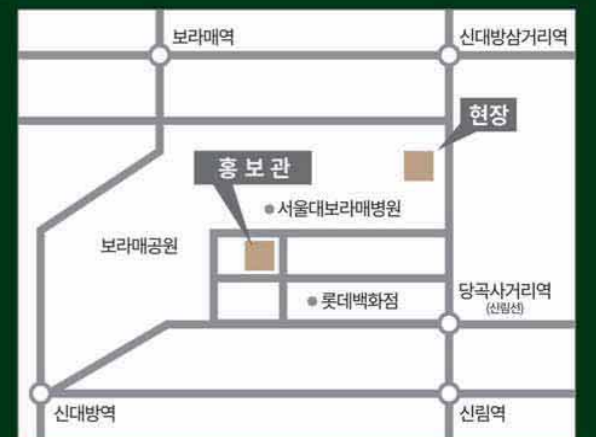 보라매역
신대방삼거리역
현장
홍보관
서울대보라매병원
보라매공원
롯데백화점
당곡사거리역
(신림선)
신대방역
신림역